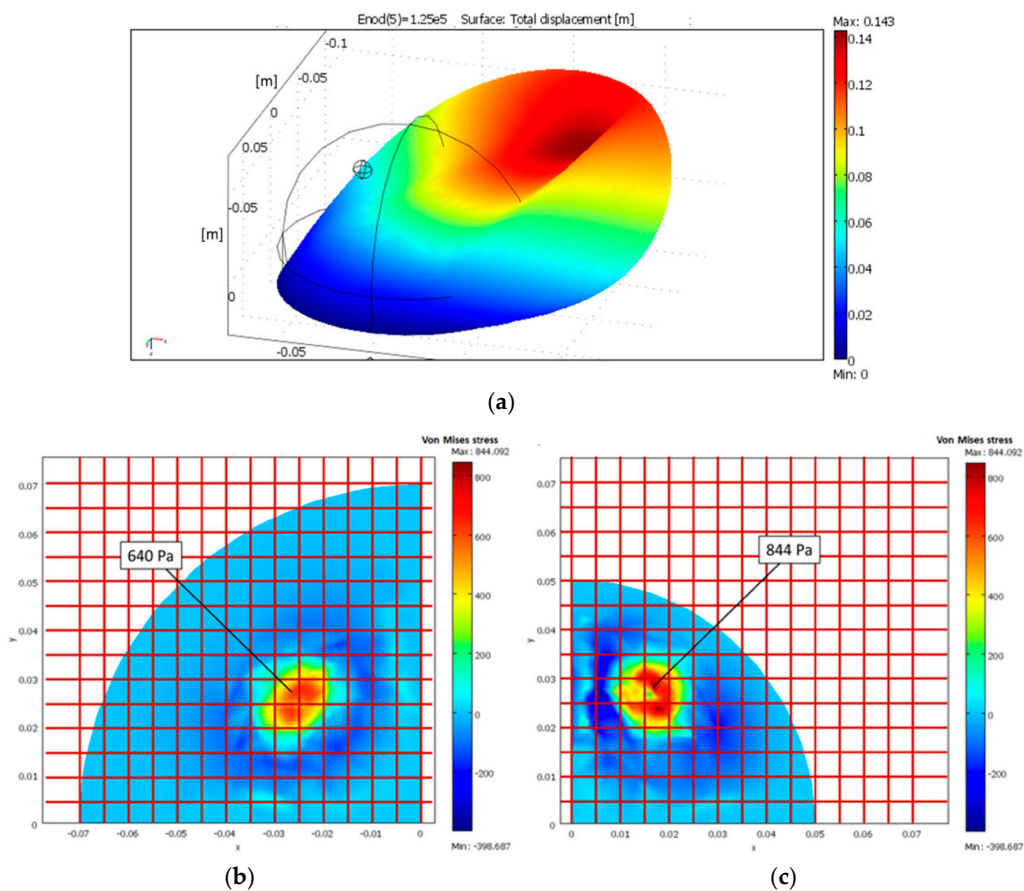 Enod(5)=1.25e5 Surface: Total displacement [m]
Max: 0.143
-0.1
0.14
[m]
-0.05
0.12
0
0.1
0.05
0.08
-0.05
0.06
[m]
0.04
0
0.02
-0.05
0
0
Min: 0
x
(a)
Von Mises stress
Max: 844.092
Von Mises stress
Max: 844.092
0.07
0.06
0.05
0.04
0.03
0.02
0.01
0
y
640 Pa
800
600
400
200
0
-200
-0.07 -0.06 -0.05 -0.04 -0.03 -0.02 -0.01 0
x
Min: -398.687
0.07
0.06
0.05
0.04
0.03
0.02
0.01
0
y
844 Pa
800
600
400
200
0
-200
0 0.01 0.02 0.03 0.04 0.05 0.06 0.07
x
Min: -398.687
(b)
(c)